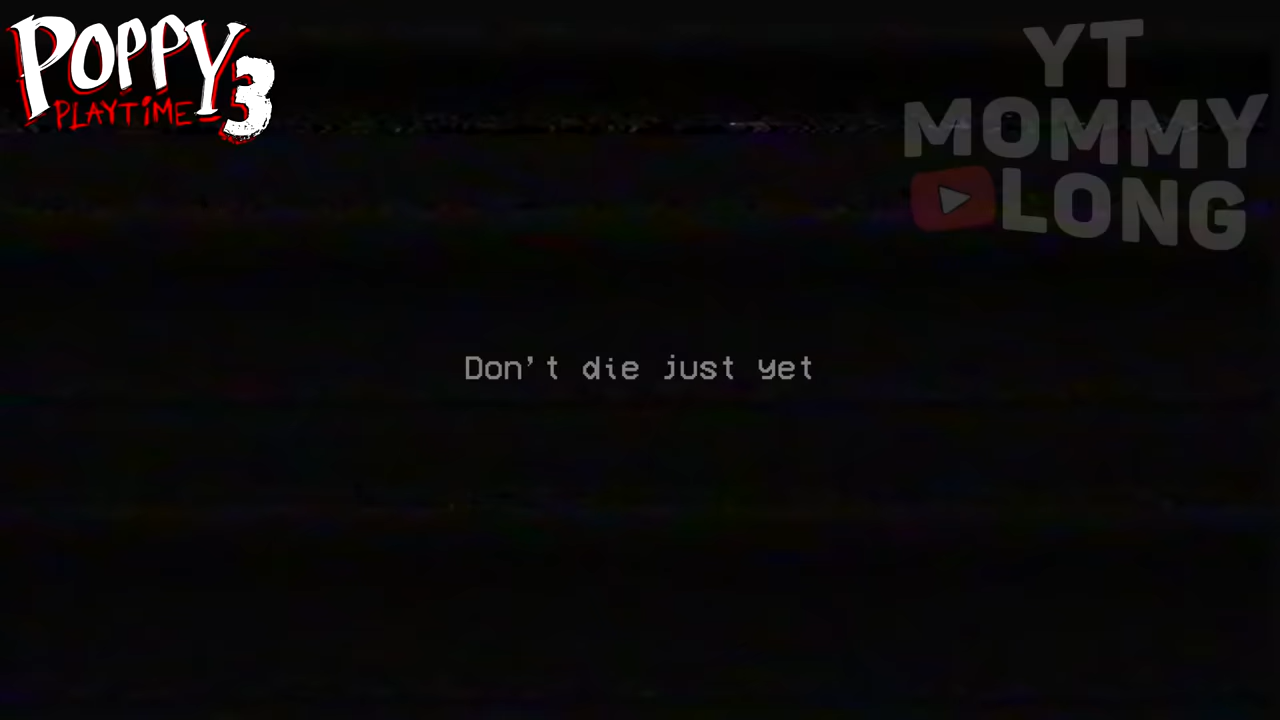 POPPY
PLAYTIME 3
YT
MOMMY
LONG
Don't die just yet